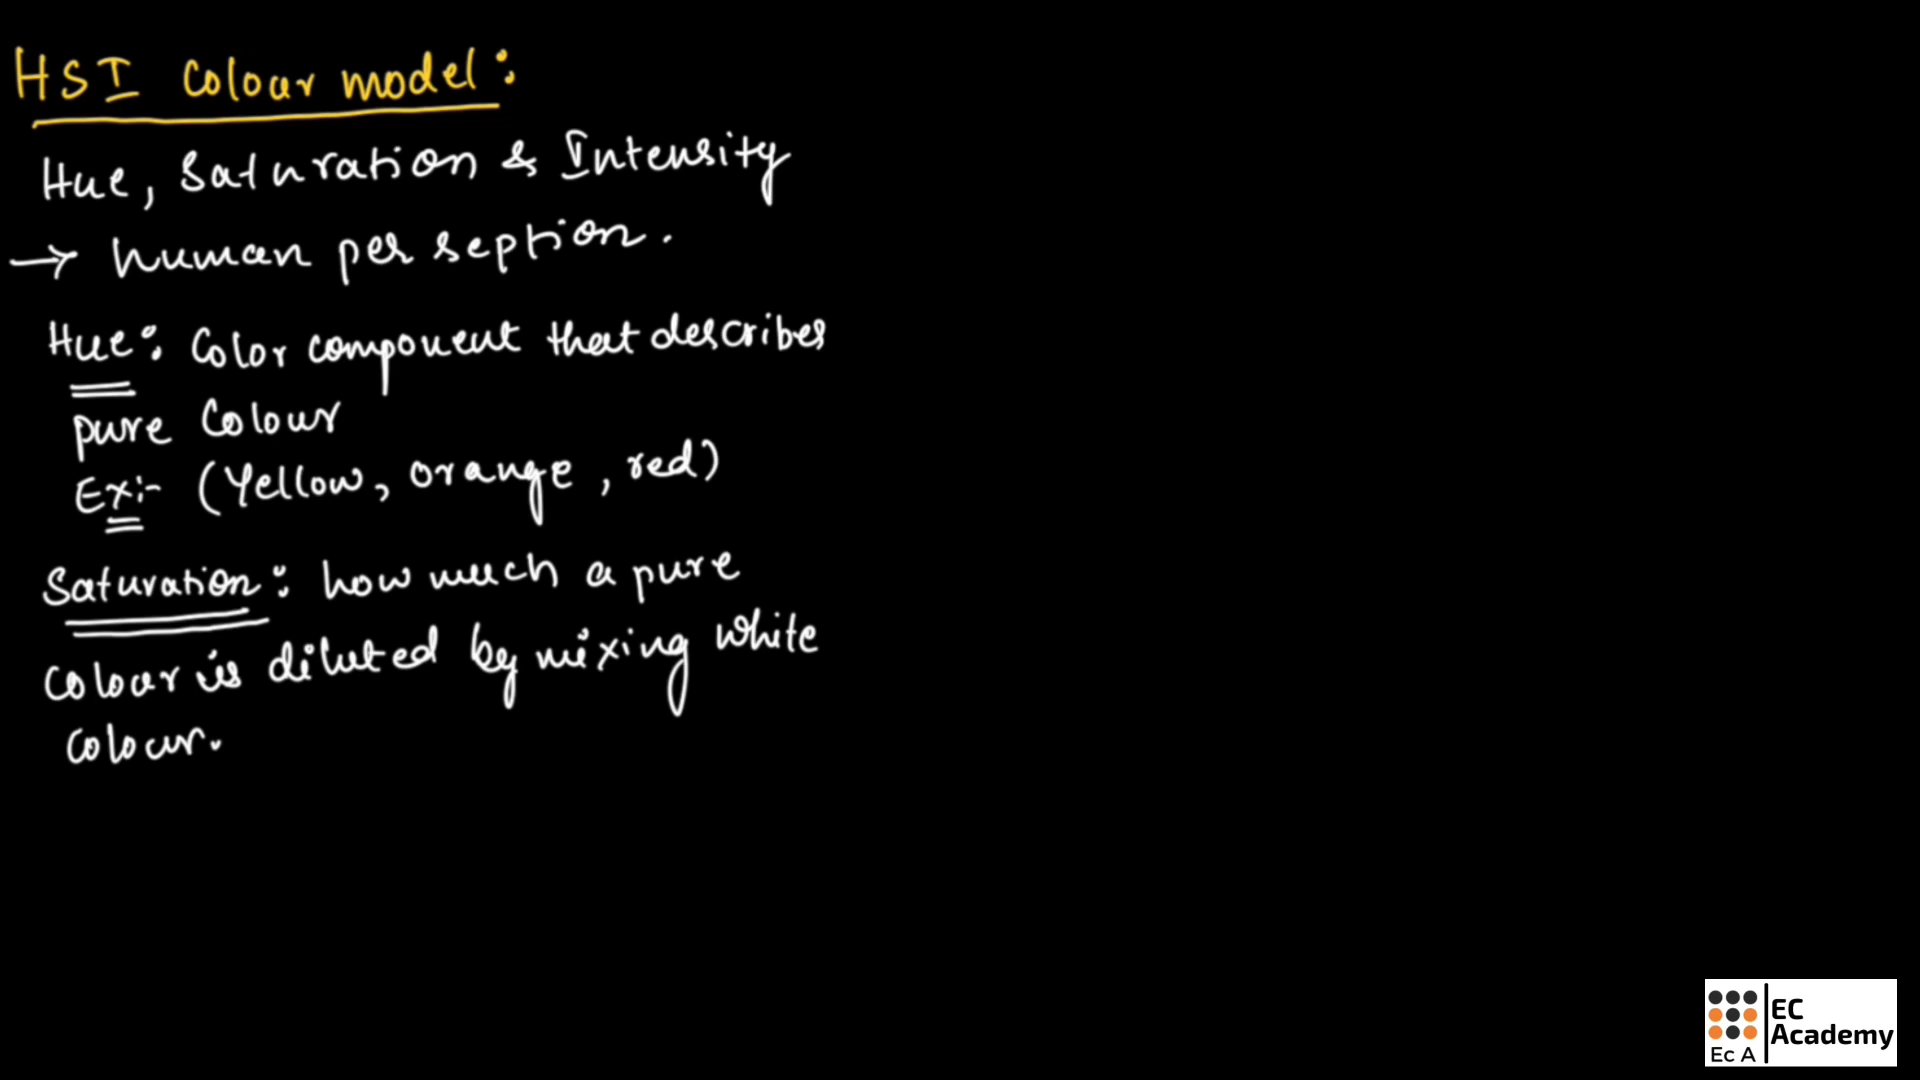 HSI Colour model:
Hue, Saturation & Intensity
→ human perseption.
Hue: Color component that describes
pure Colour
Ex:- (Yellow, orange, red)
Saturation: how much a pure
colour is diluted by mixing white
colour.
EC
Academy
Ec A